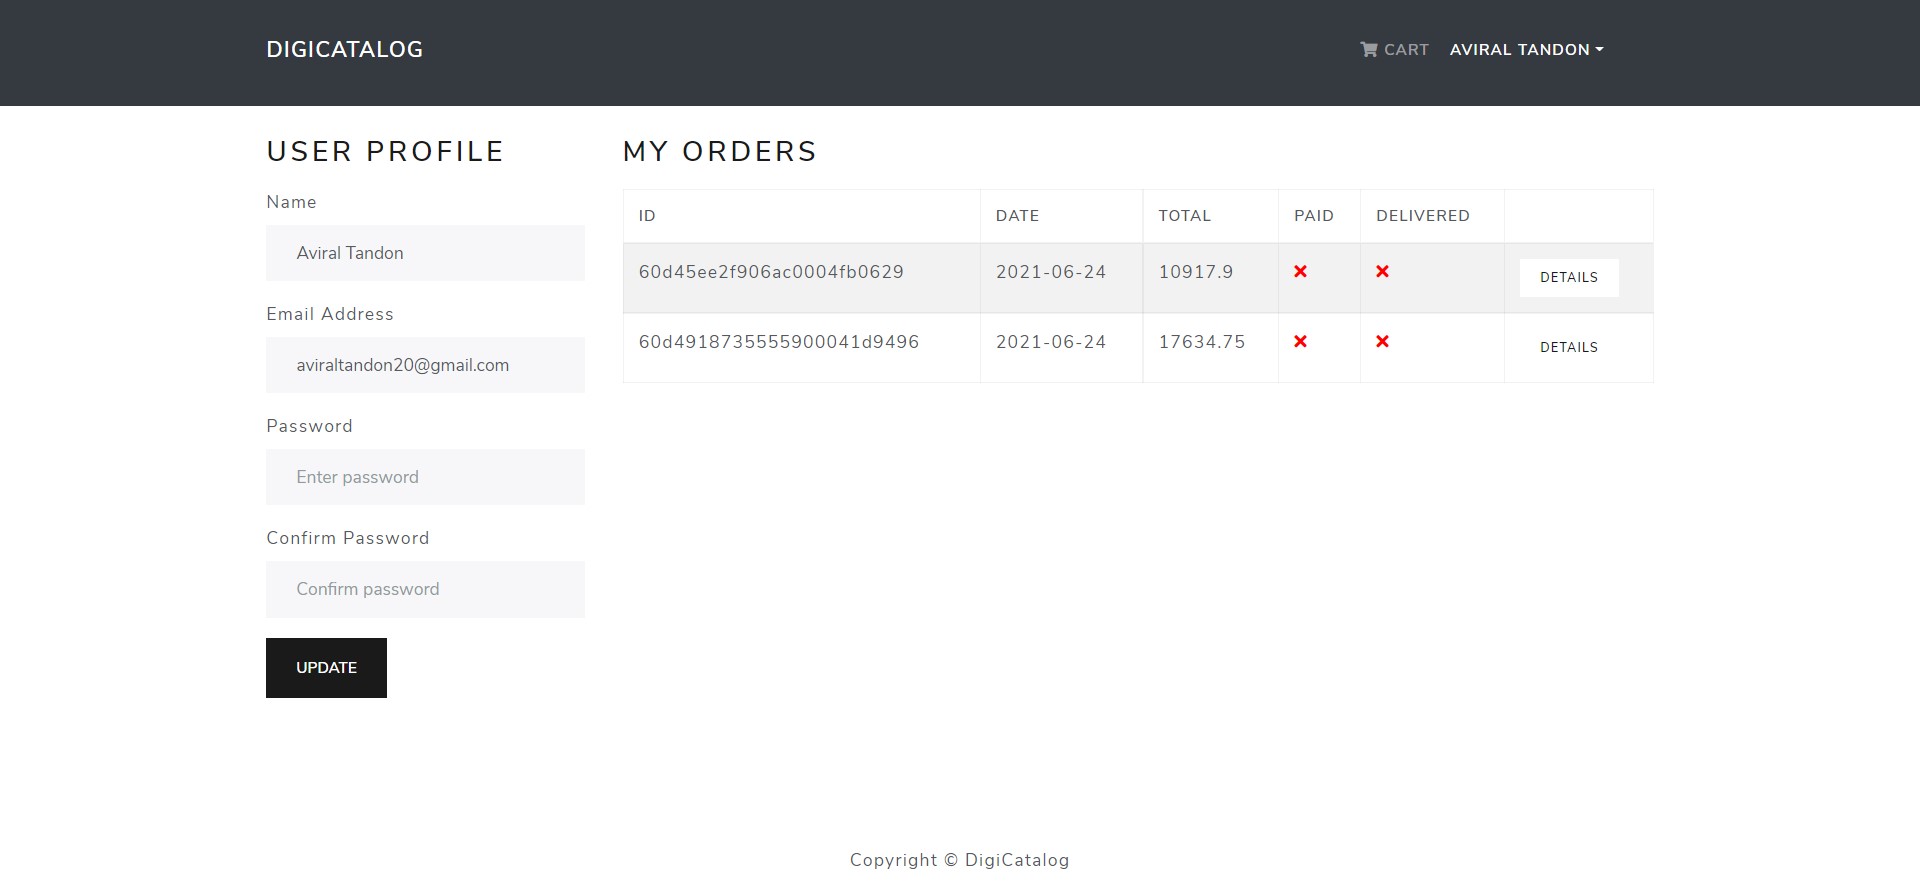 DIGICATALOG
CART AVIRAL TANDON
USER PROFILE
Name
Aviral Tandon
Email Address
aviraltandon20@gmail.com
Password
Enter password
Confirm Password
Confirm password
UPDATE
MY ORDERS
ID DATE TOTAL PAID DELIVERED
60d45ee2f906ac0004fb0629 2021-06-24 10917.9 DETAILS
60d4918735555900041d9496 2021-06-24 17634.75 DETAILS
Copyright © DigiCatalog